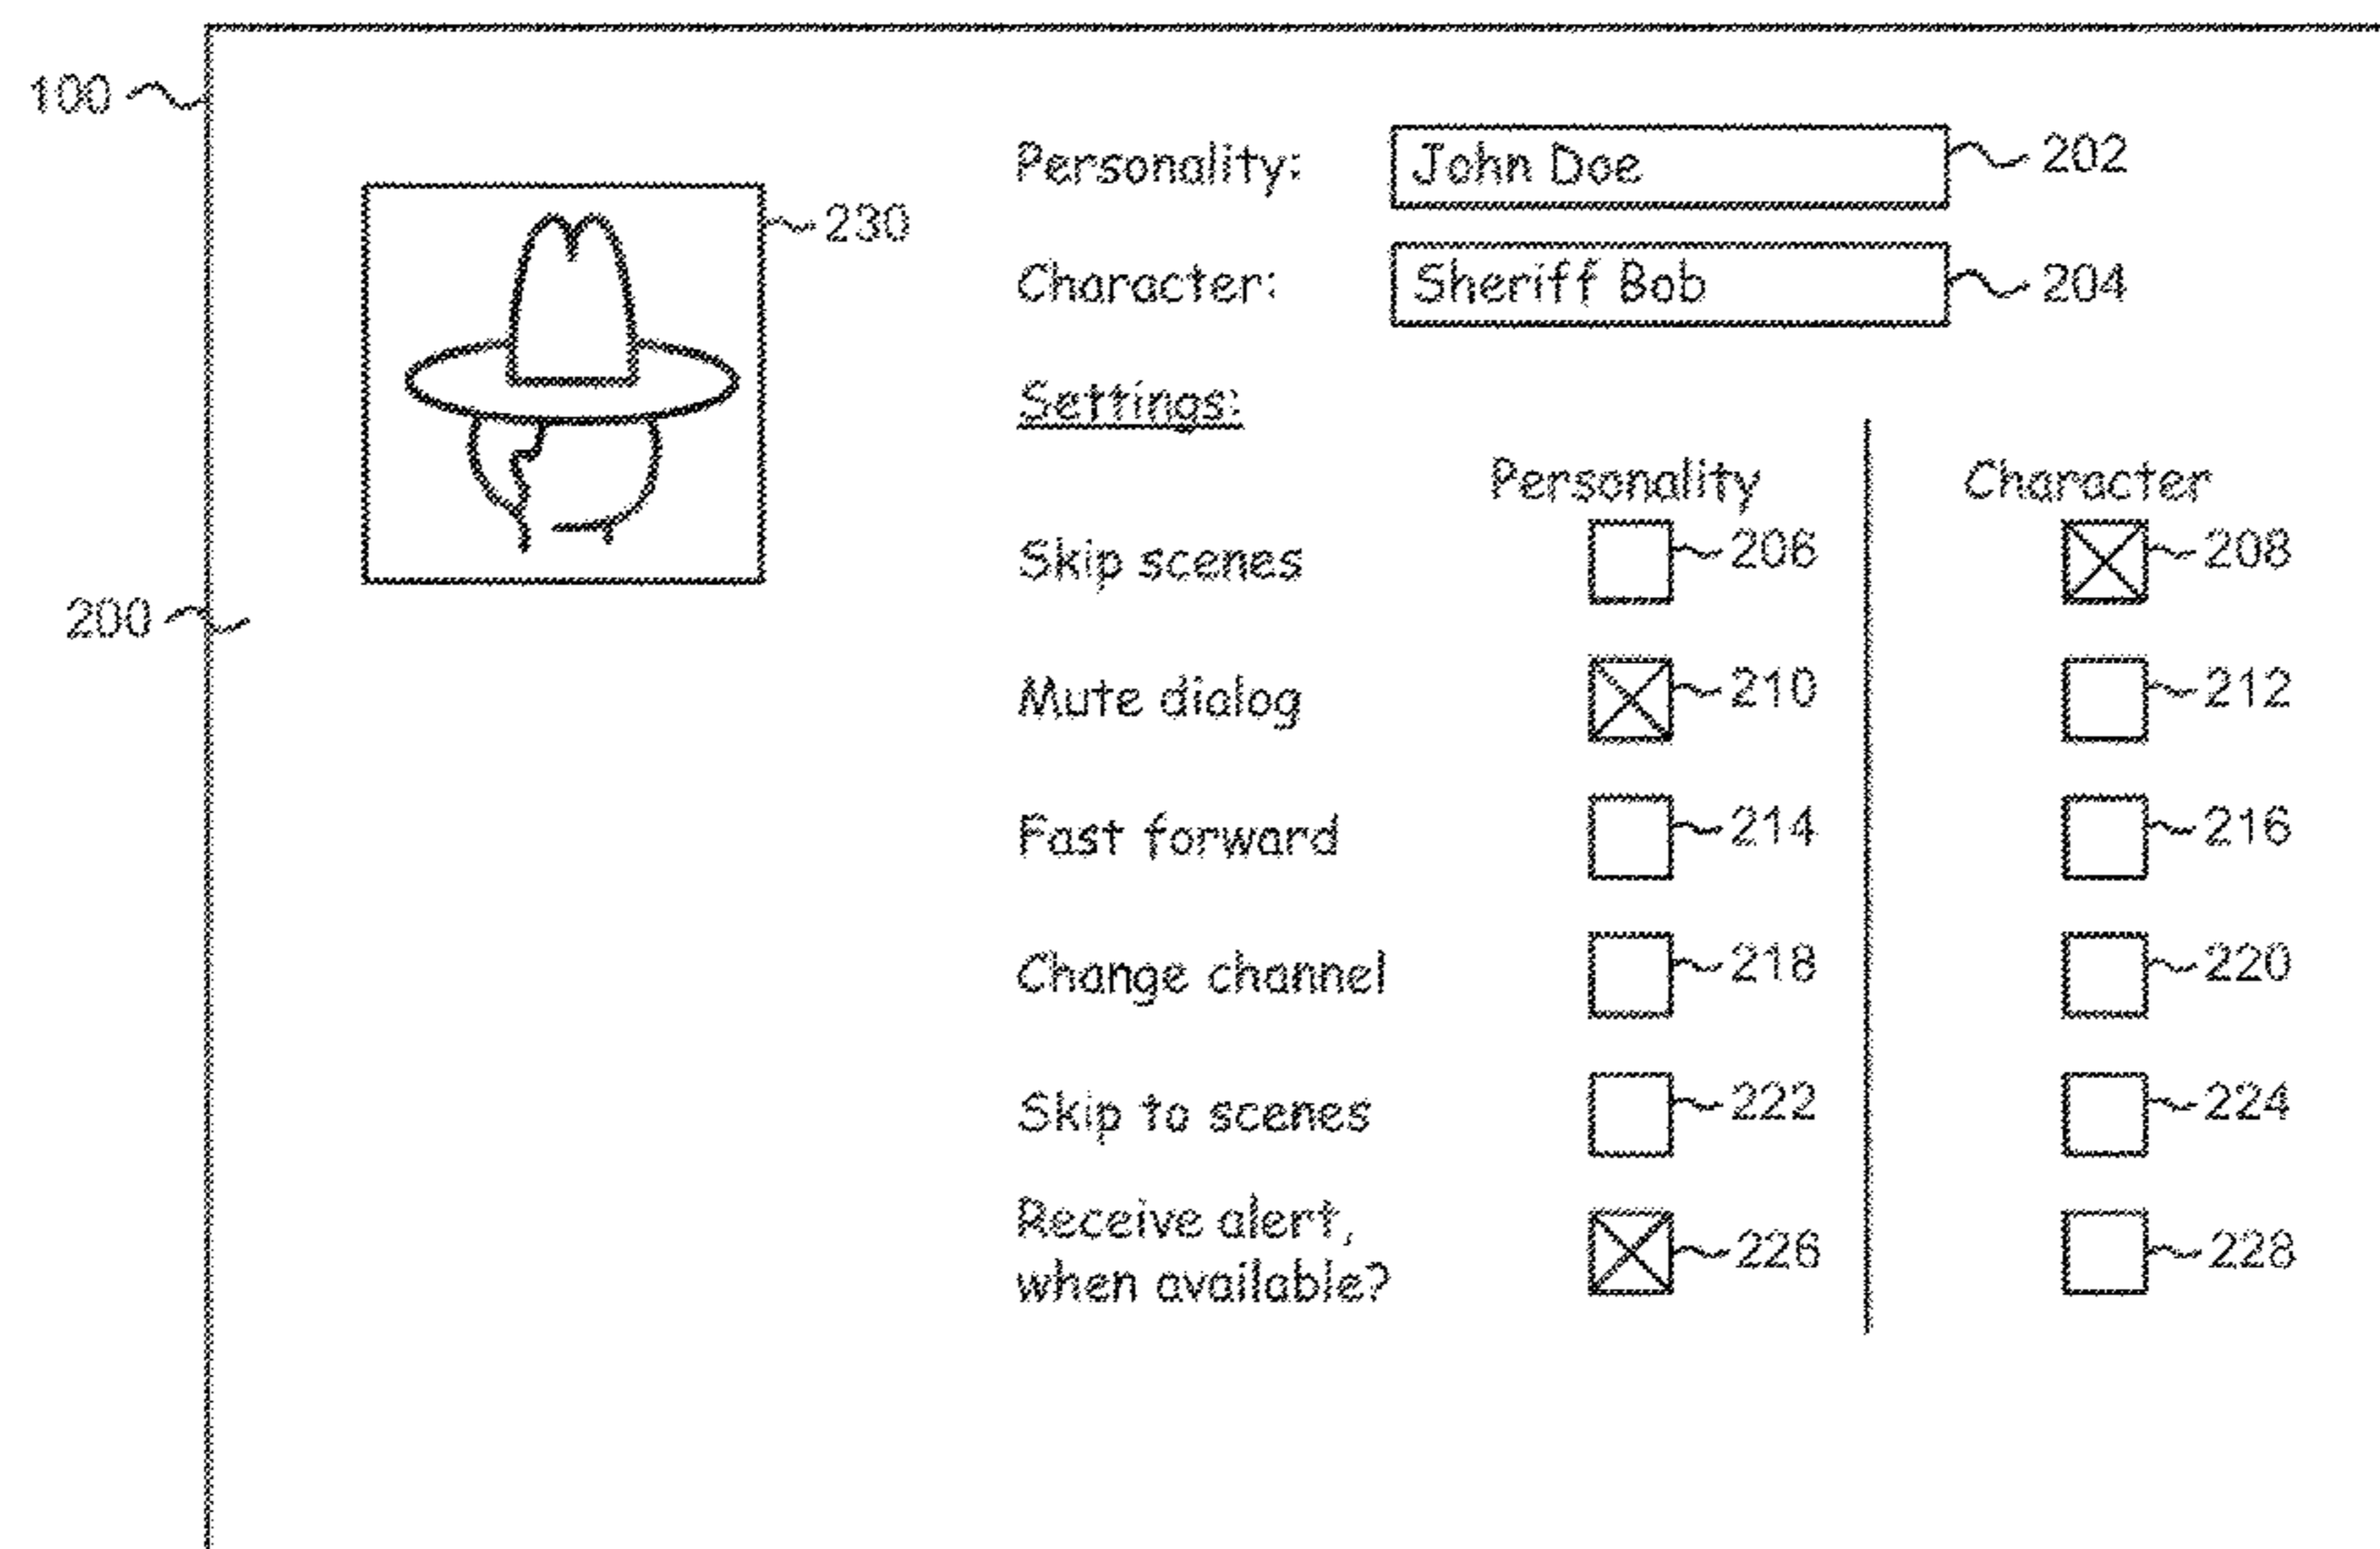 100
Personality: John Doe 202
230
Character: Sheriff Bob 204
Settings:
Personality Character
Skip scenes 206 208
200
Mute dialog 210 212
Fast forward 214 216
Change channel 218 220
Skip to scenes 222 224
Receive alert,
when available? 226 228